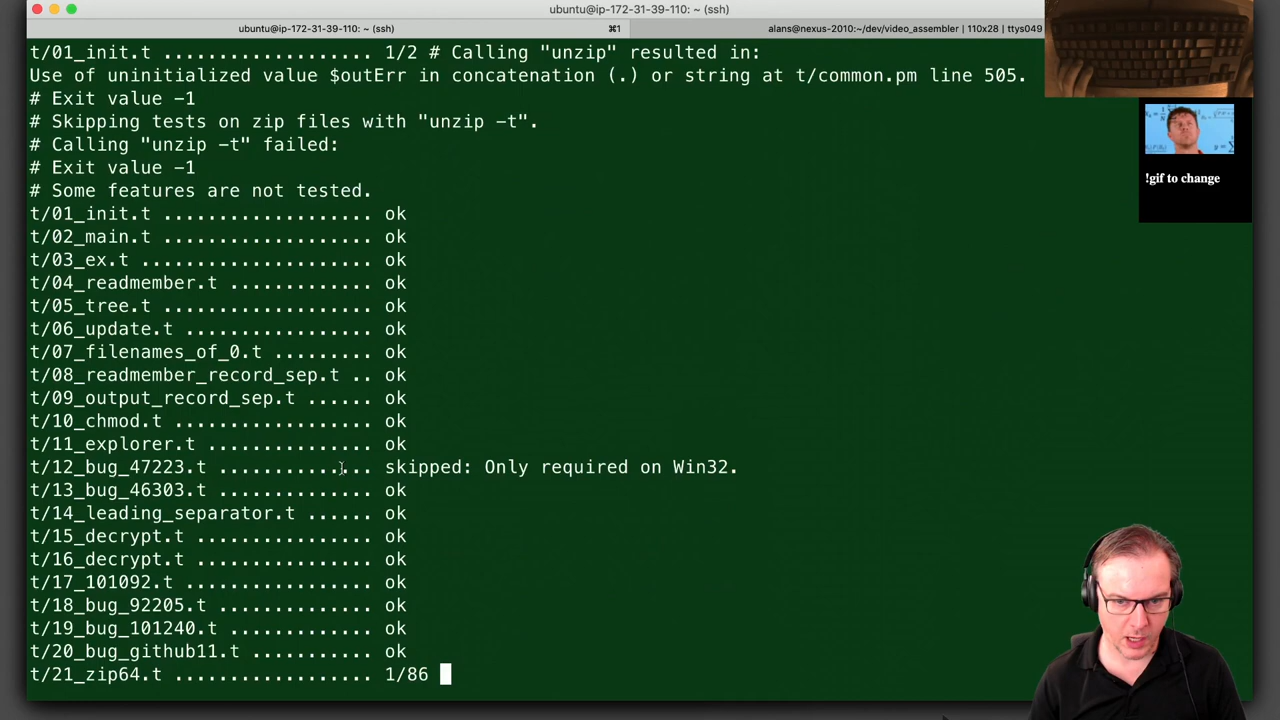 ubuntu@ip-172-31-39-110: ~ (ssh)
ubuntu@ip-172-31-39-110: ~ (ssh) ⌘1 alans@nexus-2010:~/dev/video_assembler | 110x28 | ttys049
t/01_init.t ................... 1/2 # Calling "unzip" resulted in:
Use of uninitialized value $outErr in concatenation (.) or string at t/common.pm line 505.
# Exit value -1
# Skipping tests on zip files with "unzip -t".
# Calling "unzip -t" failed:
# Exit value -1
# Some features are not tested.
t/01_init.t ................... ok
t/02_main.t ................... ok
t/03_ex.t ..................... ok
t/04_readmember.t ............. ok
t/05_tree.t ................... ok
t/06_update.t ................. ok
t/07_filenames_of_0.t ......... ok
t/08_readmember_record_sep.t .. ok
t/09_output_record_sep.t ...... ok
t/10_chmod.t .................. ok
t/11_explorer.t ............... ok
t/12_bug_47223.t .............. skipped: Only required on Win32.
t/13_bug_46303.t .............. ok
t/14_leading_separator.t ...... ok
t/15_decrypt.t ................ ok
t/16_decrypt.t ................ ok
t/17_101092.t ................. ok
t/18_bug_92205.t .............. ok
t/19_bug_101240.t ............. ok
t/20_bug_github11.t ........... ok
t/21_zip64.t .................. 1/86
!gif to change